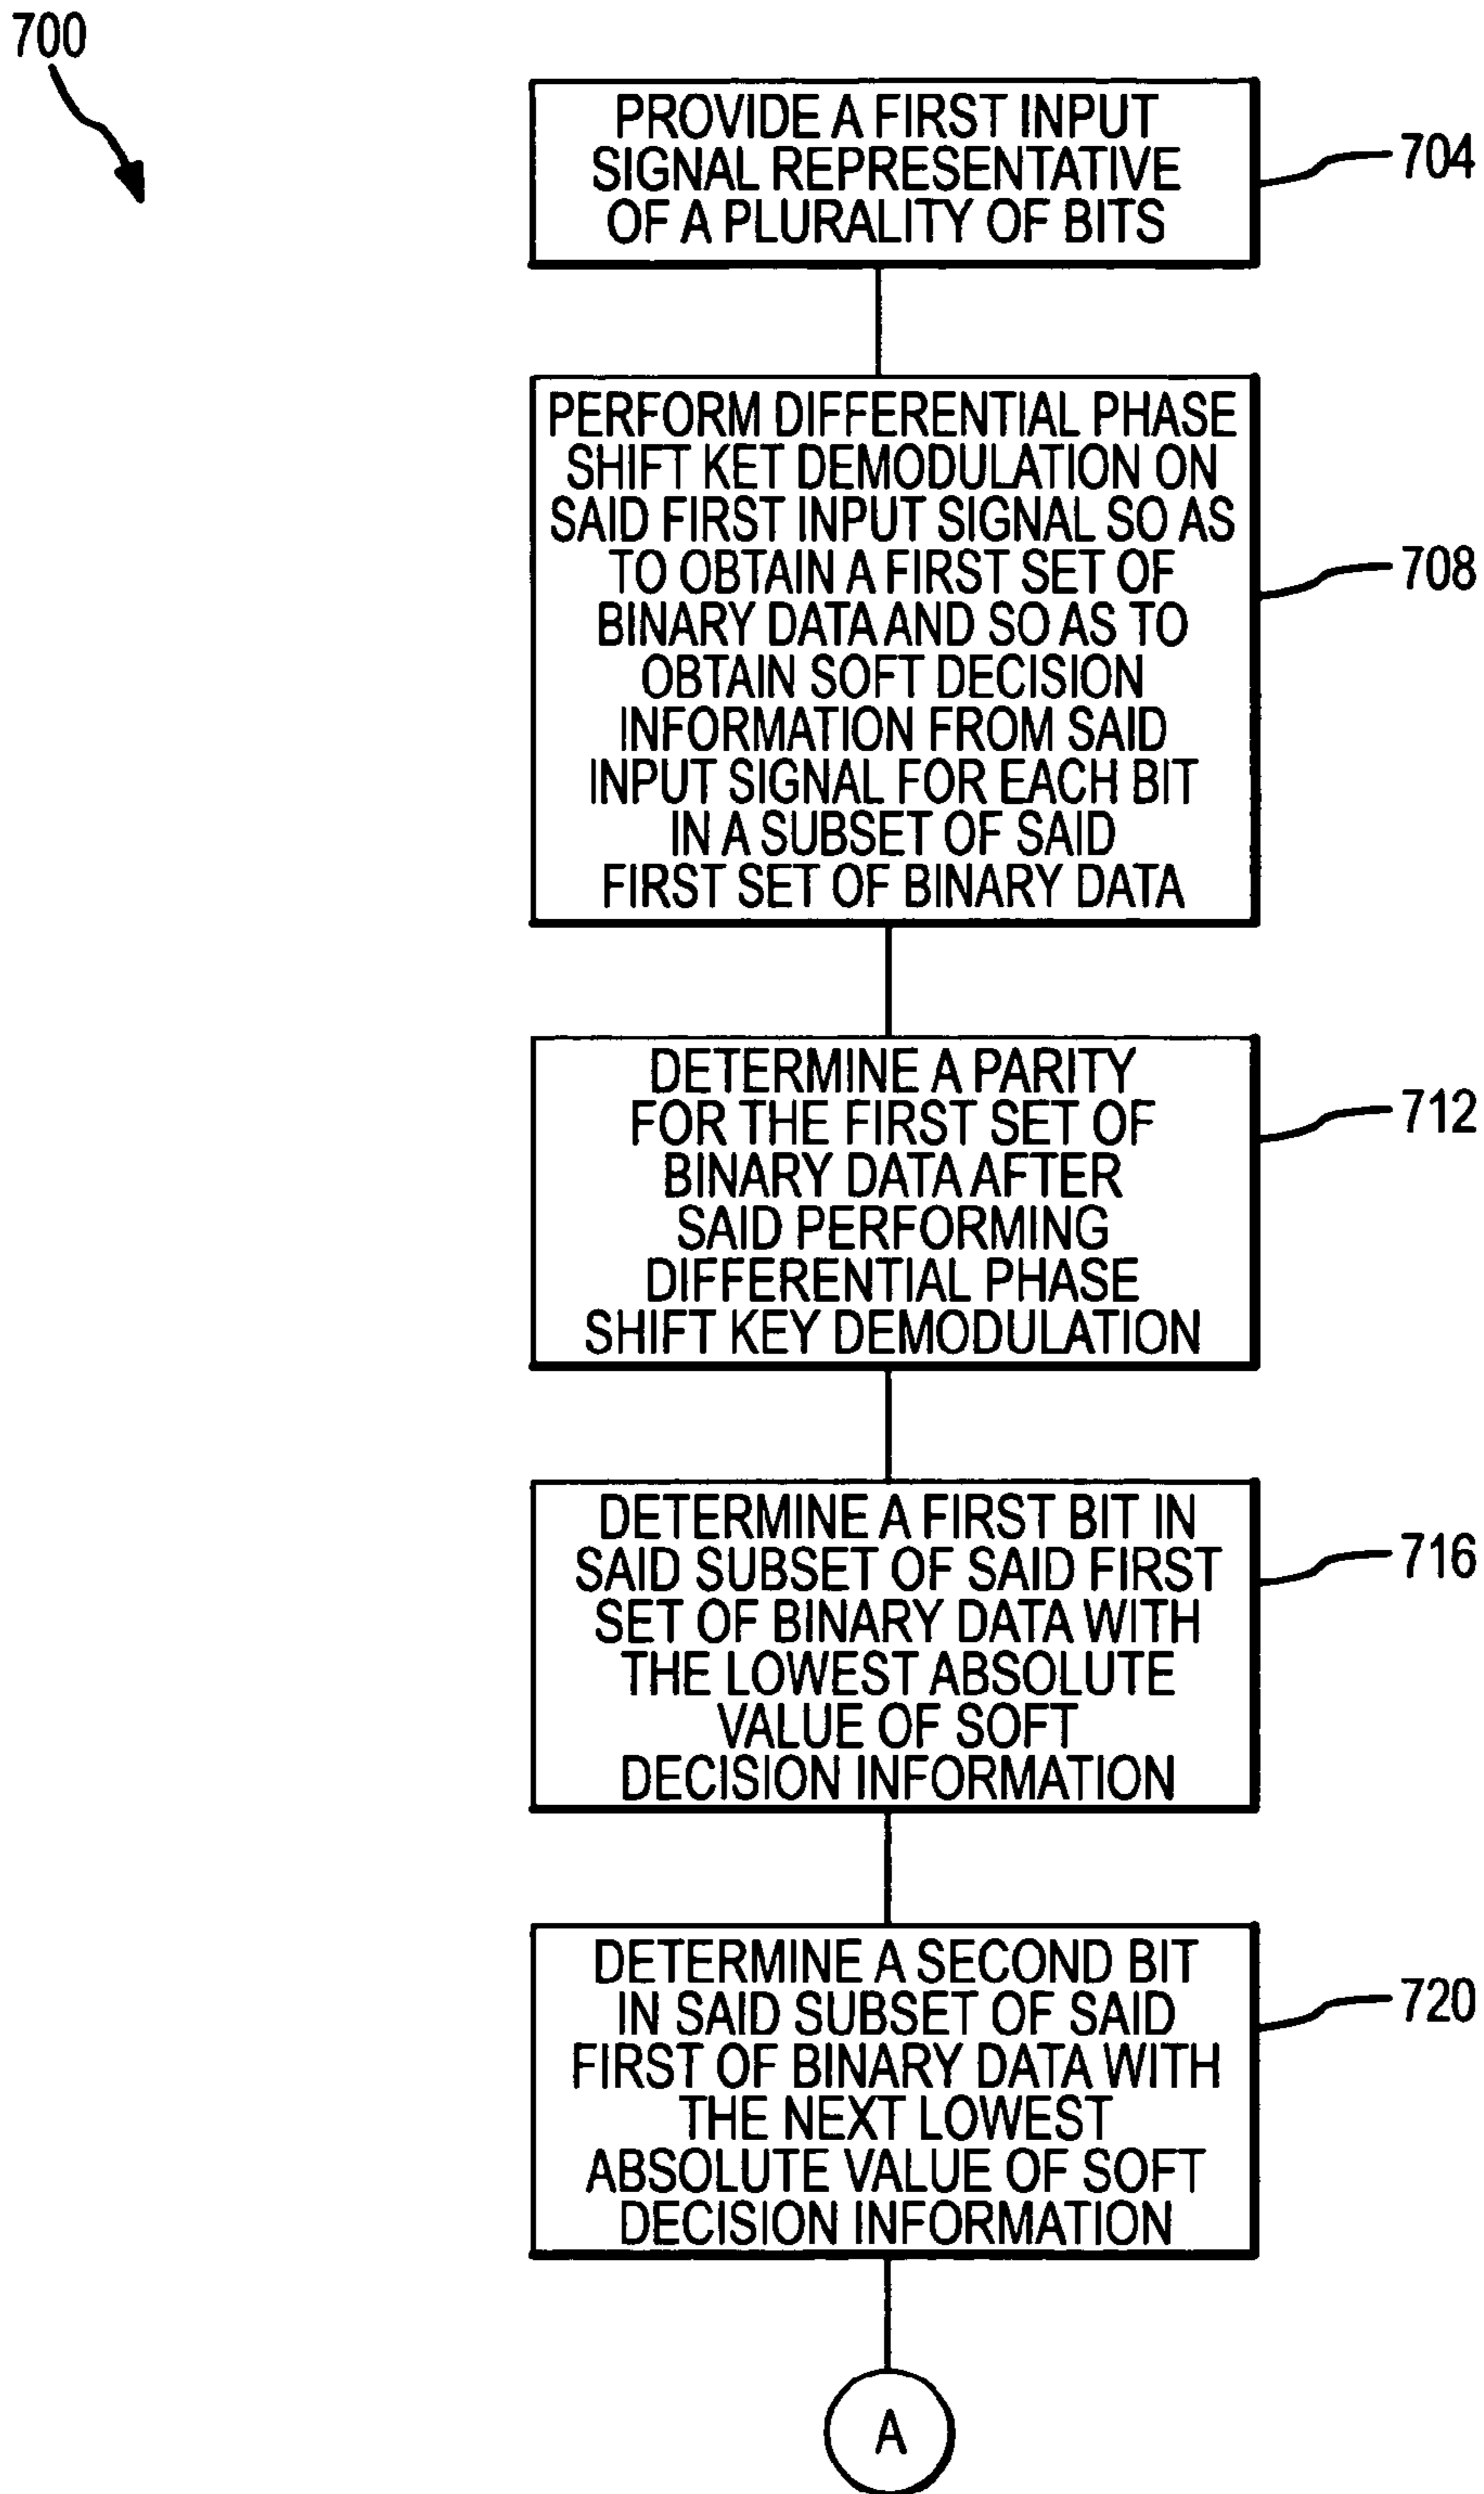 700
PROVIDE A FIRST INPUT
SIGNAL REPRESENTATIVE
OF A PLURALITY OF BITS
704
PERFORM DIFFERENTIAL PHASE
SHIFT KET DEMODULATION ON
SAID FIRST INPUT SIGNAL SO AS
TO OBTAIN A FIRST SET OF
BINARY DATA AND SO AS TO
OBTAIN SOFT DECISION
INFORMATION FROM SAID
INPUT SIGNAL FOR EACH BIT
IN A SUBSET OF SAID
FIRST SET OF BINARY DATA
708
DETERMINE A PARITY
FOR THE FIRST SET OF
BINARY DATA AFTER
SAID PERFORMING
DIFFERENTIAL PHASE
SHIFT KEY DEMODULATION
712
DETERMINE A FIRST BIT IN
SAID SUBSET OF SAID FIRST
SET OF BINARY DATA WITH
THE LOWEST ABSOLUTE
VALUE OF SOFT
DECISION INFORMATION
716
DETERMINE A SECOND BIT
IN SAID SUBSET OF SAID
FIRST OF BINARY DATA WITH
THE NEXT LOWEST
ABSOLUTE VALUE OF SOFT
DECISION INFORMATION
720
A